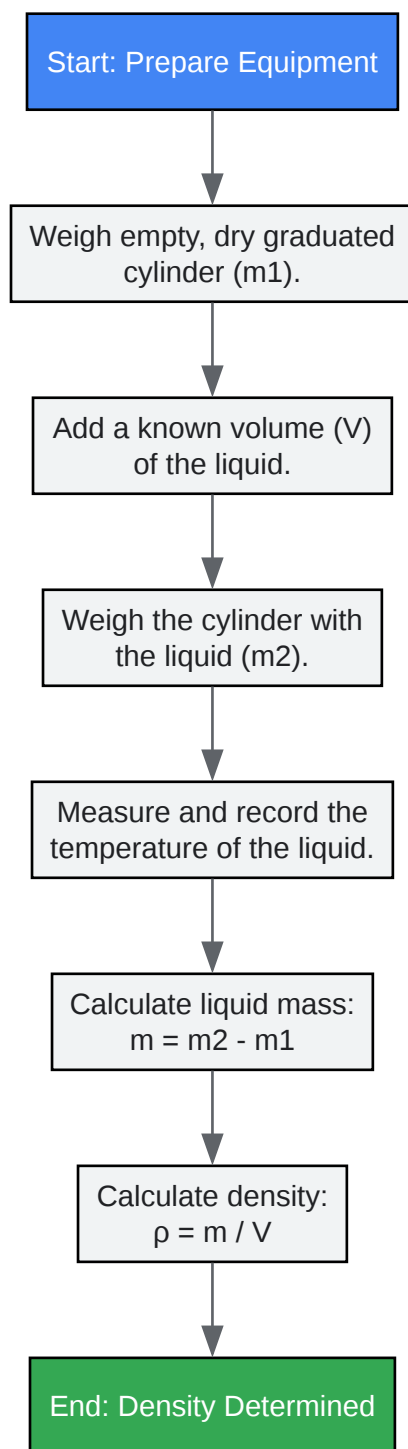 Start: Prepare Equipment
Weigh empty, dry graduated
cylinder (m1).
Add a known volume (V)
of the liquid.
Weigh the cylinder with
the liquid (m2).
Measure and record the
temperature of the liquid.
Calculate liquid mass:
m = m2 - m1
Calculate density:
ρ = m / V
End: Density Determined